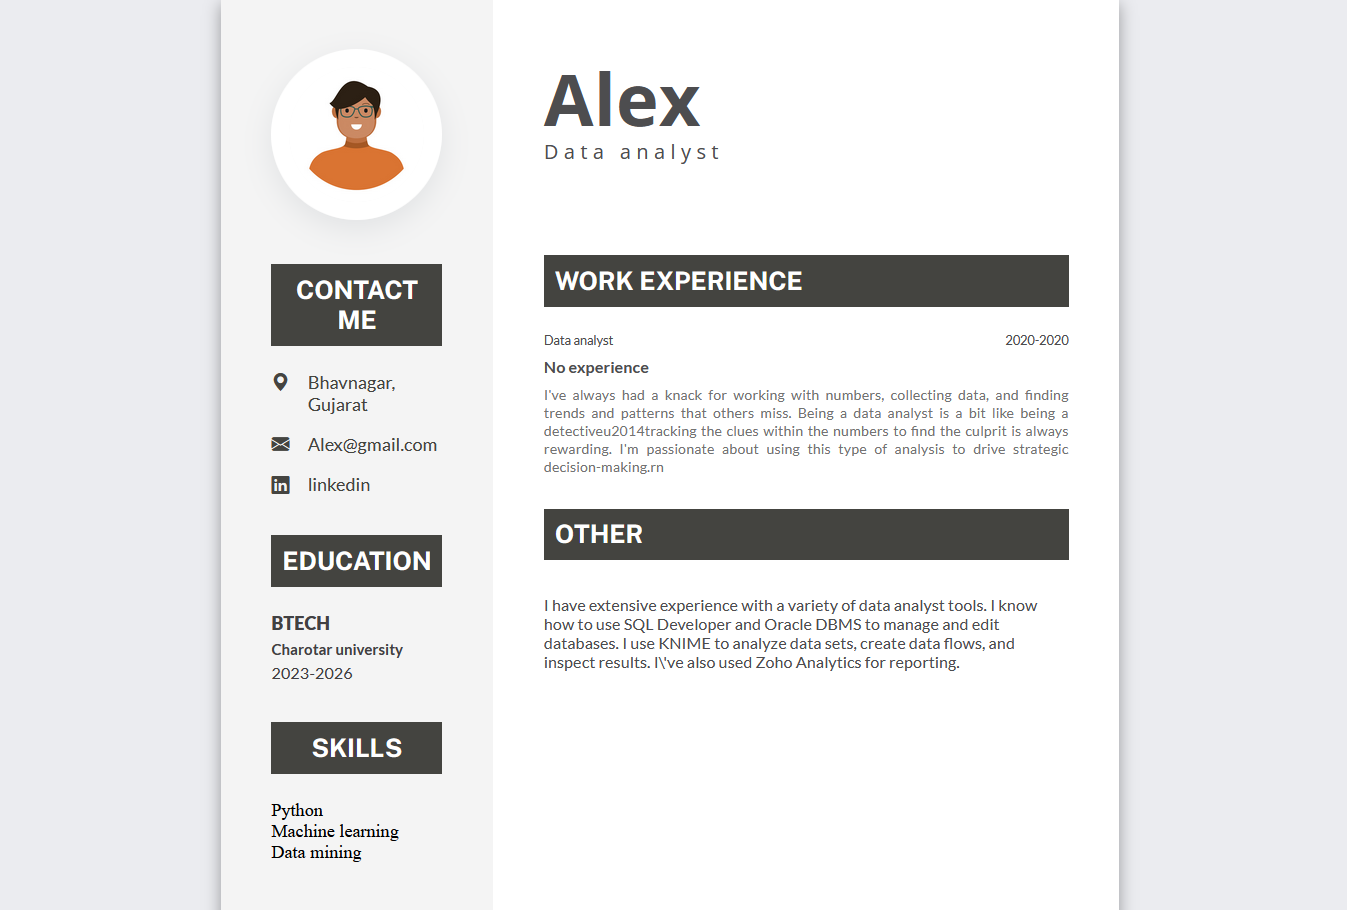 Alex
Data analyst
CONTACT
ME
Bhavnagar,
Gujarat
Alex@gmail.com
linkedin
EDUCATION
BTECH
Charotar university
2023-2026
SKILLS
Python
Machine learning
Data mining
WORK EXPERIENCE
Data analyst 2020-2020
No experience
I've always had a knack for working with numbers, collecting data, and finding
trends and patterns that others miss. Being a data analyst is a bit like being a
detectiveu2014tracking the clues within the numbers to find the culprit is always
rewarding. I'm passionate about using this type of analysis to drive strategic
decision-making.rn
OTHER
I have extensive experience with a variety of data analyst tools. I know
how to use SQL Developer and Oracle DBMS to manage and edit
databases. I use KNIME to analyze data sets, create data flows, and
inspect results. I\'ve also used Zoho Analytics for reporting.